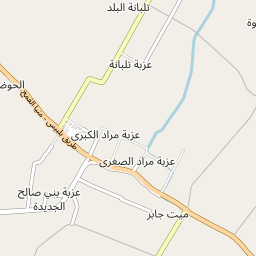 تلبانة البلد
عزبة تلبانة
الحوض
عزبة مراد الكبرى
طريق بلبيس - منيا القمح
عزبة مراد الصغرى
عزبة بني صالح
الجديدة
ميت جابر